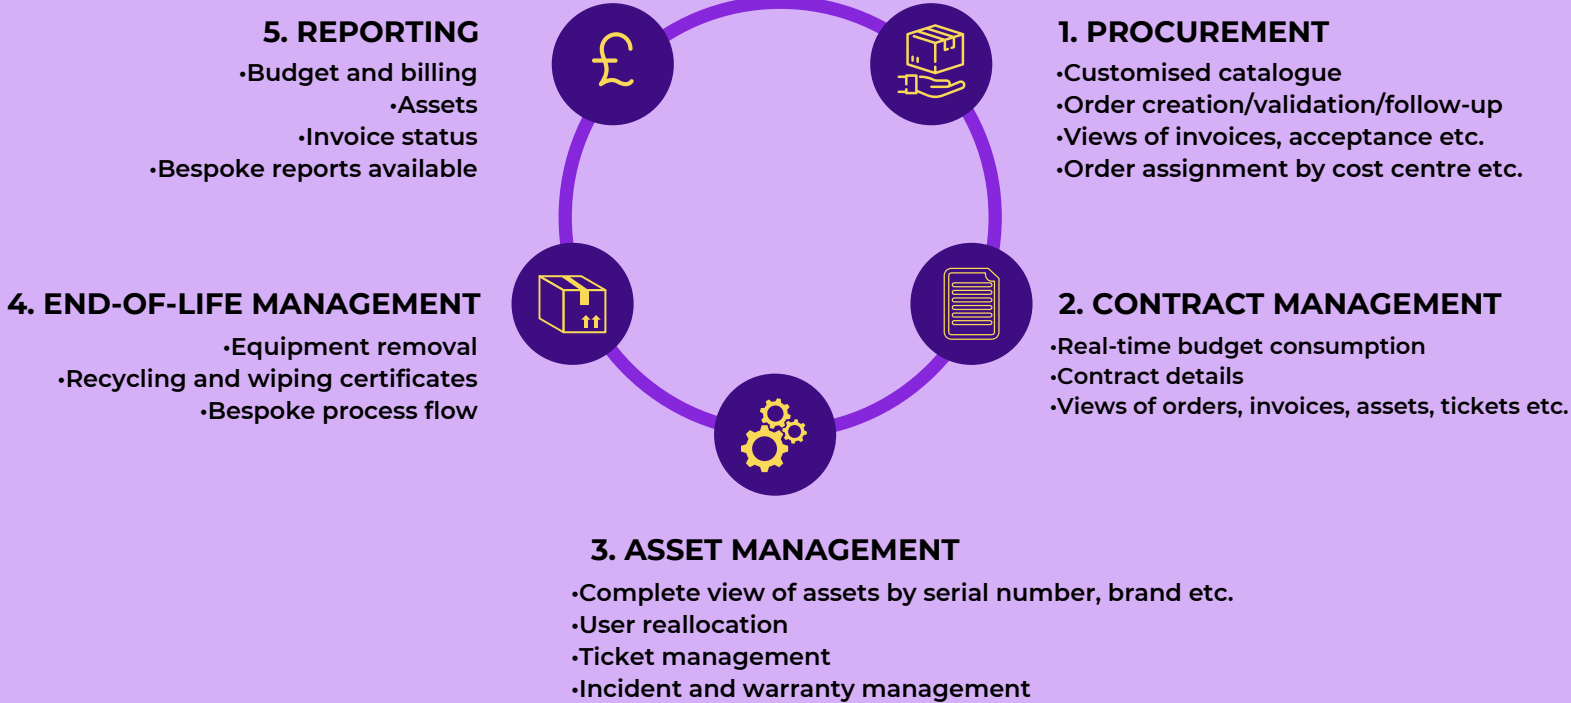 1. PROCUREMENT
•Customised catalogue
•Order creation/validation/follow-up
•Views of invoices, acceptance etc.
•Order assignment by cost centre etc.
2. CONTRACT MANAGEMENT
•Real-time budget consumption
•Contract details
•Views of orders, invoices, assets, tickets etc.
3. ASSET MANAGEMENT
•Complete view of assets by serial number, brand etc.
•User reallocation
•Ticket management
•Incident and warranty management
4. END-OF-LIFE MANAGEMENT
•Equipment removal
•Recycling and wiping certificates
•Bespoke process flow
5. REPORTING
•Budget and billing
•Assets
•Invoice status
•Bespoke reports available
£